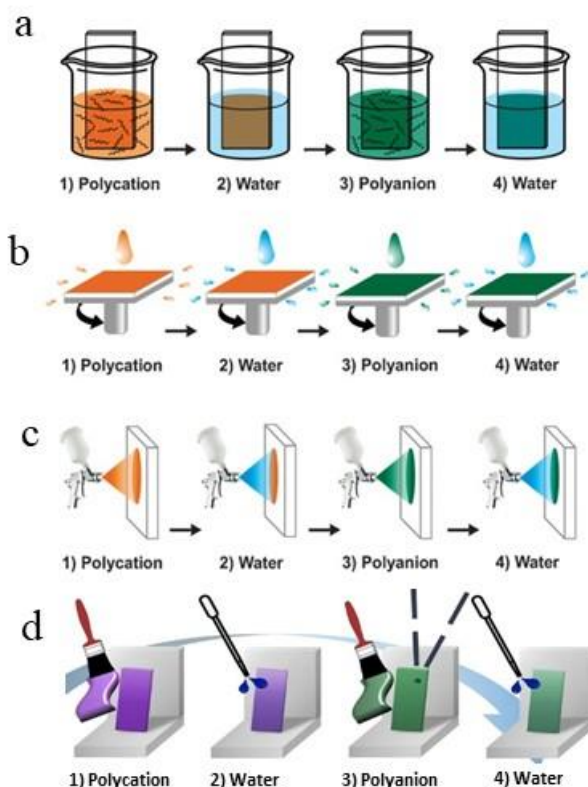 a
1) Polycation 2) Water 3) Polyanion 4) Water
b
1) Polycation 2) Water 3) Polyanion 4) Water
c
1) Polycation 2) Water 3) Polyanion 4) Water
d
1) Polycation 2) Water 3) Polyanion 4) Water